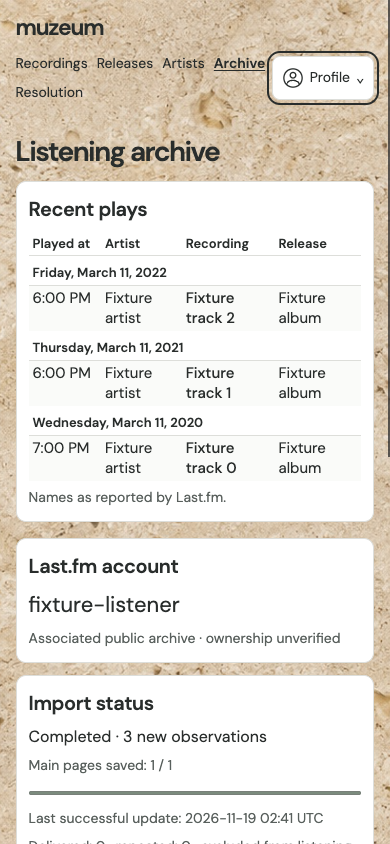 muzeum
Recordings Releases Artists Archive
Resolution
Profile
Listening archive
Recent plays
Played at Artist Recording Release
Friday, March 11, 2022
6:00 PM Fixture artist Fixture track 2 Fixture album
Thursday, March 11, 2021
6:00 PM Fixture artist Fixture track 1 Fixture album
Wednesday, March 11, 2020
7:00 PM Fixture artist Fixture track 0 Fixture album
Names as reported by Last.fm.
Last.fm account
fixture-listener
Associated public archive · ownership unverified
Import status
Completed · 3 new observations
Main pages saved: 1 / 1
Last successful update: 2026-11-19 02:41 UTC